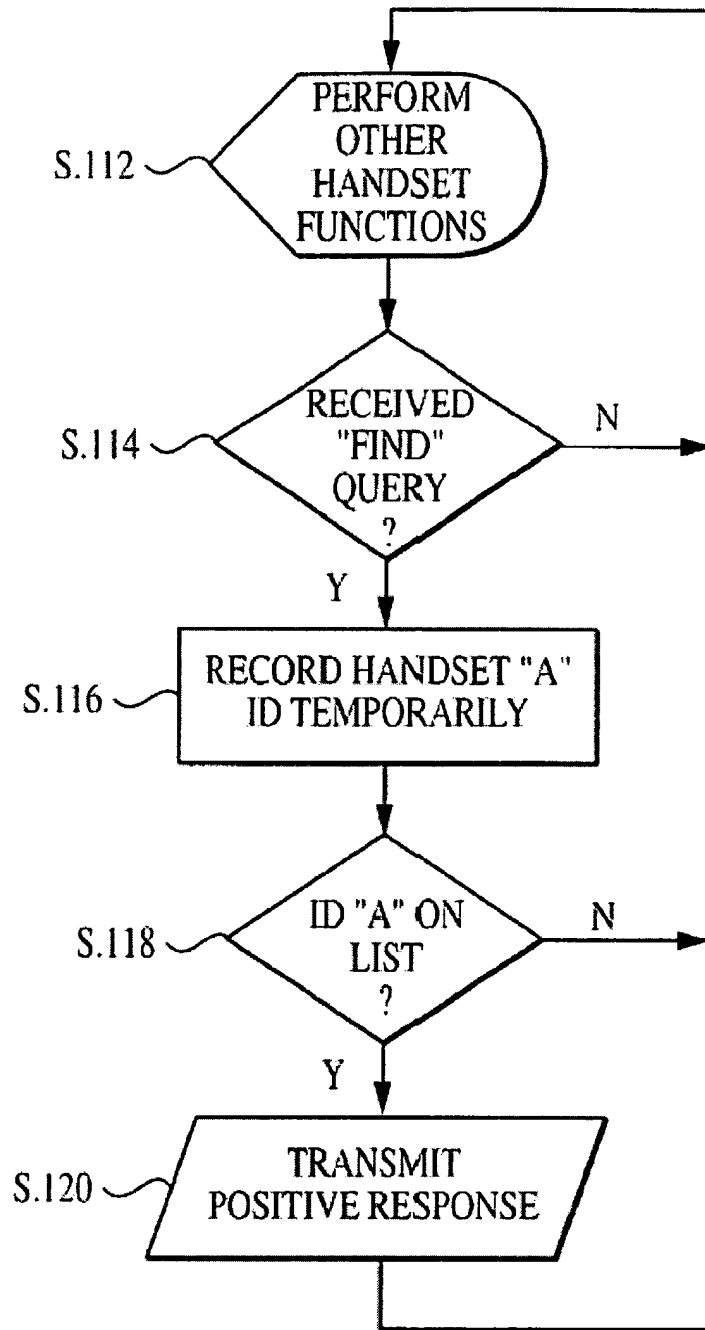 PERFORM
OTHER
HANDSET
FUNCTIONS
S.112
RECEIVED
"FIND"
QUERY
?
S.114
N
Y
RECORD HANDSET "A"
ID TEMPORARILY
S.116
ID "A" ON
LIST
?
S.118
N
Y
TRANSMIT
POSITIVE RESPONSE
S.120